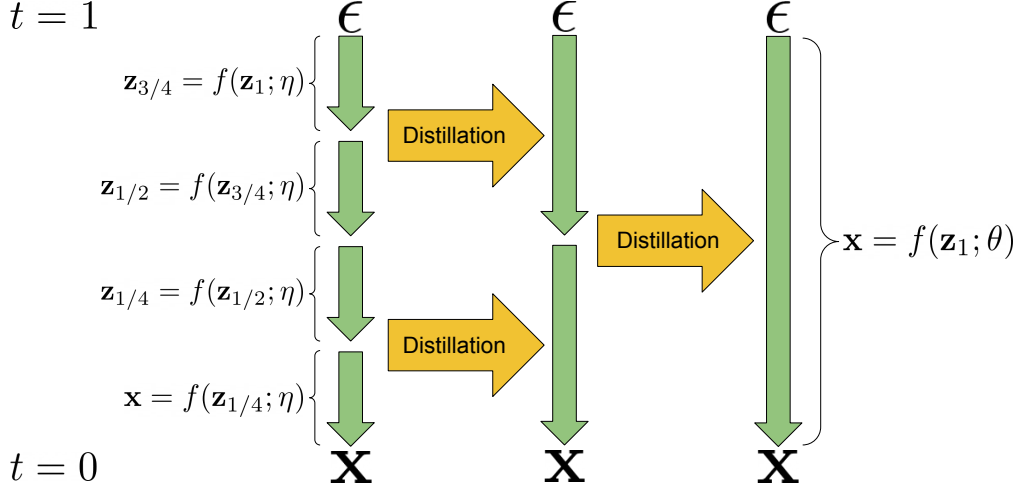 t = 1
ϵ
ϵ
ϵ
z_{3/4} = f(z_1; η)
Distillation
z_{1/2} = f(z_{3/4}; η)
Distillation
x = f(z_1; θ)
z_{1/4} = f(z_{1/2}; η)
Distillation
x = f(z_{1/4}; η)
t = 0
x
x
x